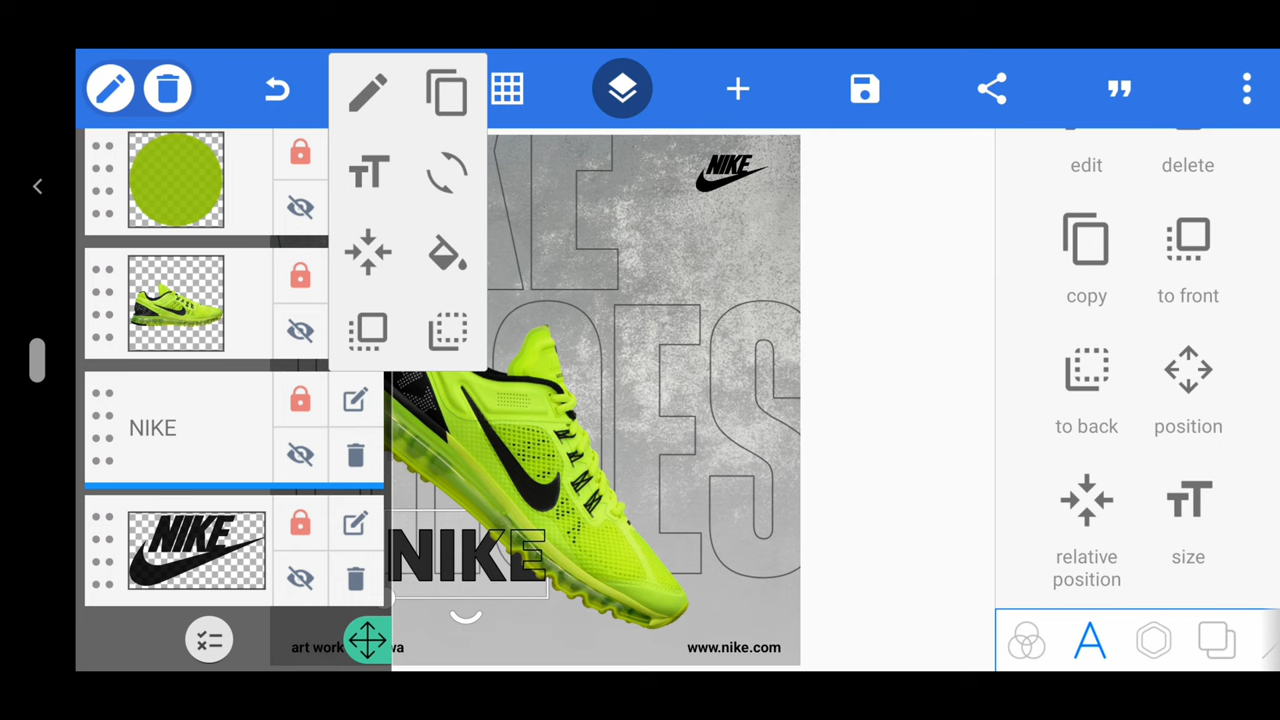 NIKE
edit
delete
copy
to front
to back
position
NIKE
relative
position
size
NIKE
NIKE
art work
wa
www.nike.com